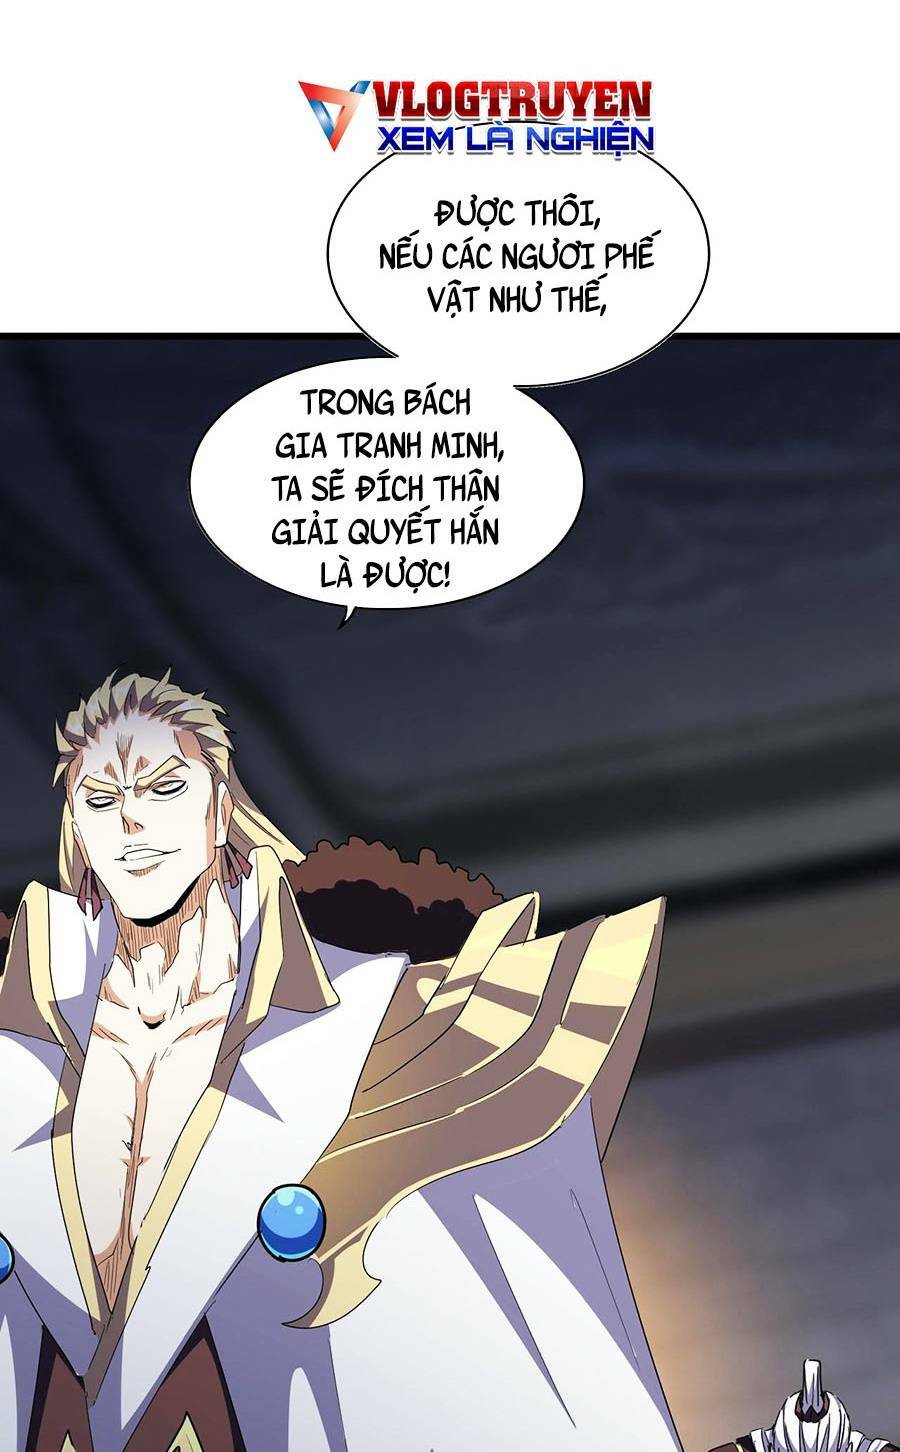 VLOGTRUYEN
XEM LÀ NGHIỆN
ĐƯỢC THÔI,
NẾU CÁC NGƯƠI PHẾ
VẬT NHƯ THẾ,
TRONG BÁCH
GIA TRANH MINH,
TA SẼ ĐÍCH THÂN
GIẢI QUYẾT HẮN
LÀ ĐƯỢC!